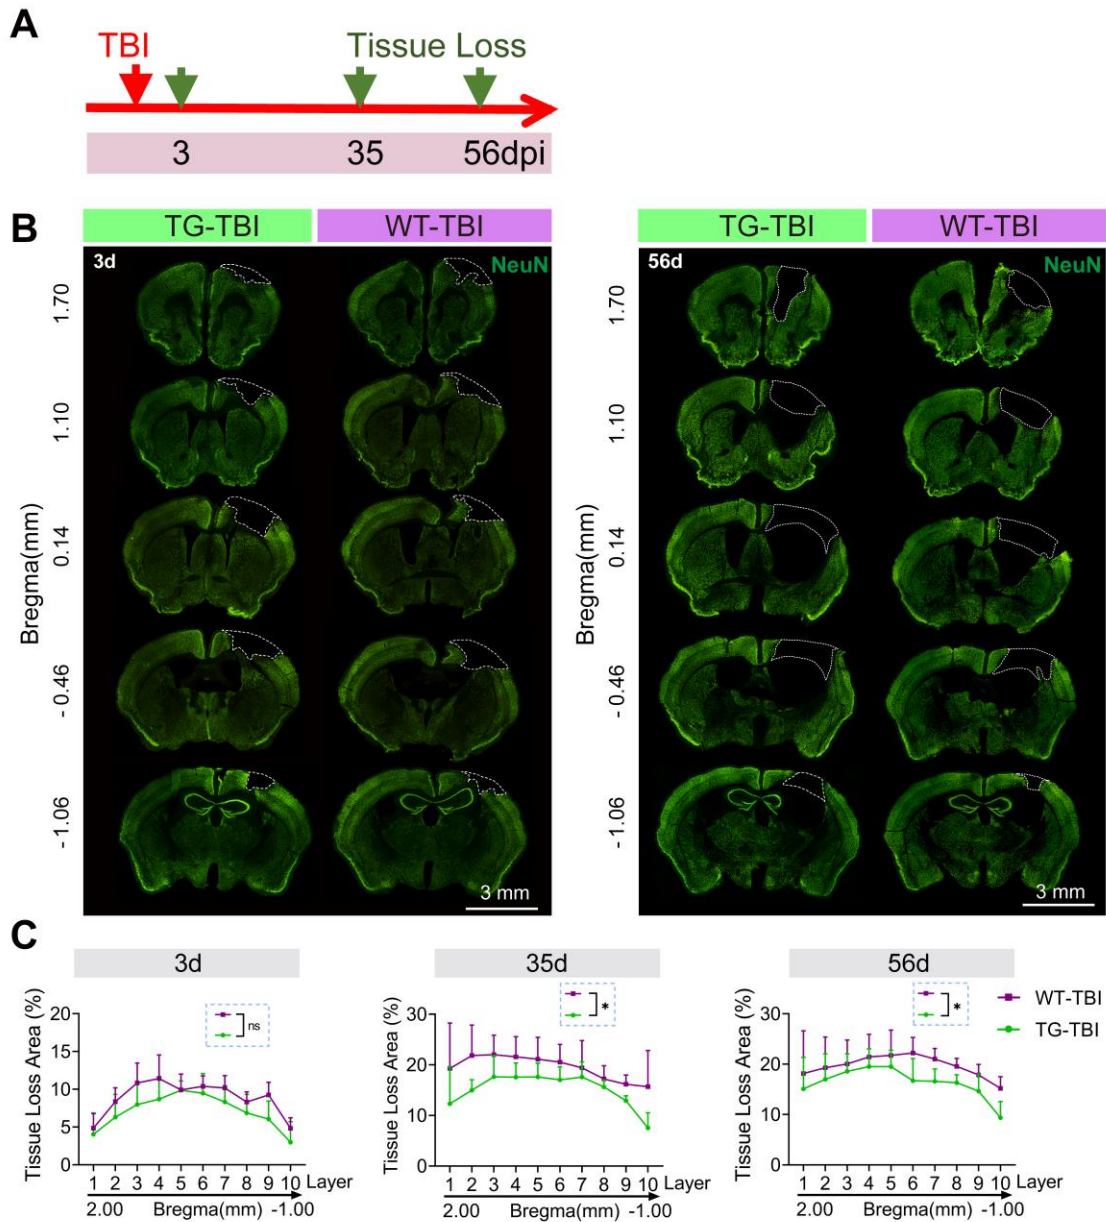 A
TBI
Tissue Loss
3 35 56dpi
B
TG-TBI WT-TBI TG-TBI WT-TBI
3d NeuN 56d NeuN
Bregma(mm)
1.70
1.10
0.14
- 0.46
-1.06
3 mm
Bregma(mm)
1.70
1.10
0.14
- 0.46
-1.06
3 mm
C
3d
Tissue Loss Area (%)
20
15
10
5
0
ns
1 2 3 4 5 6 7 8 9 10 Layer
2.00 Bregma(mm) -1.00
35d
Tissue Loss Area (%)
30
20
10
0
*
1 2 3 4 5 6 7 8 9 10 Layer
2.00 Bregma(mm) -1.00
56d
Tissue Loss Area (%)
30
20
10
0
*
1 2 3 4 5 6 7 8 9 10 Layer
2.00 Bregma(mm) -1.00
WT-TBI
TG-TBI